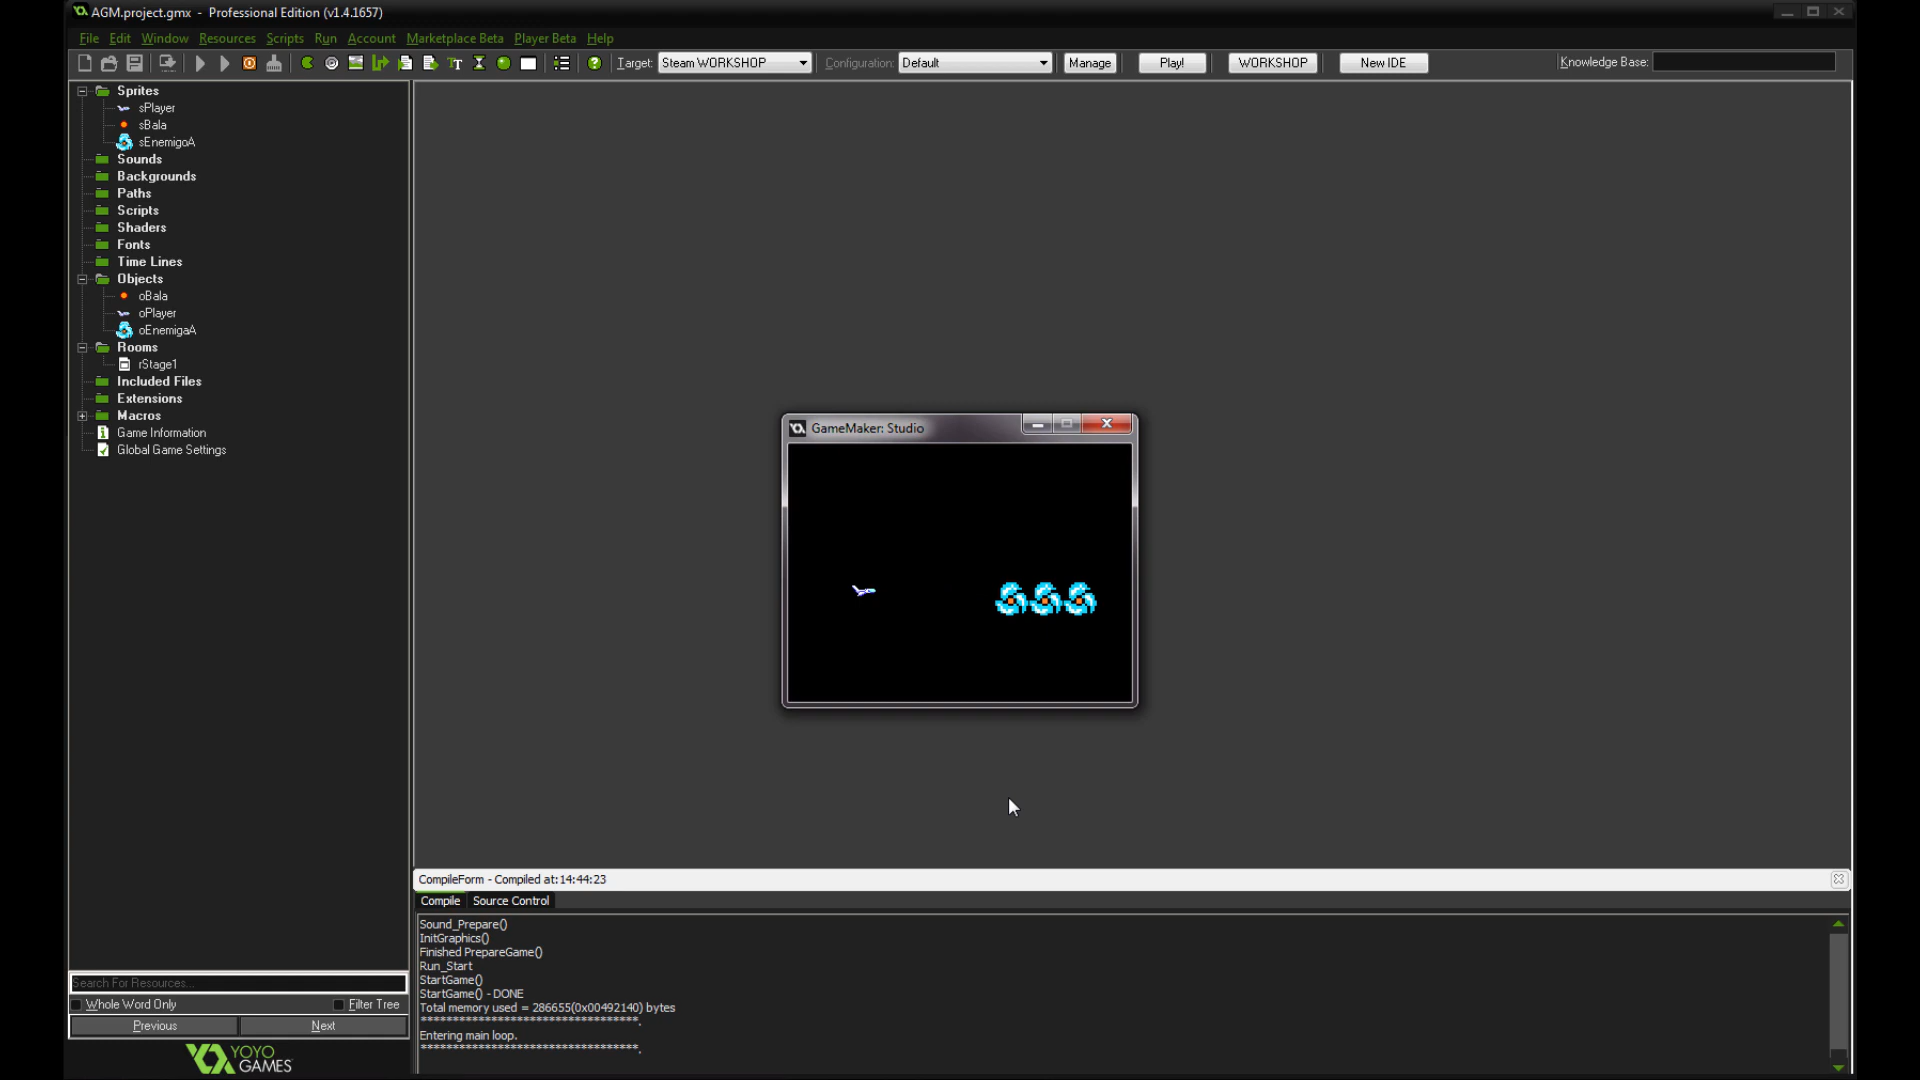 AGM.project.gmx - Professional Edition (v1.4.1657)
File Edit Window Resources Scripts Run Account Marketplace Beta Player Beta Help
Target: Steam WORKSHOP Configuration: Default Manage Play! WORKSHOP New IDE Knowledge Base:
Sprites
sPlayer
sBala
sEnemigoA
Sounds
Backgrounds
Paths
Scripts
Shaders
Fonts
Time Lines
Objects
oBala
oPlayer
oEnemigaA
Rooms
rStage1
Included Files
Extensions
Macros
Game Information
Global Game Settings
GameMaker: Studio
CompileForm - Compiled at:14:44:23
Compile Source Control
Sound_Prepare()
InitGraphics()
Finished PrepareGame()
Run_Start
StartGame()
StartGame() - DONE
Total memory used = 286655(0x00492140) bytes
**********************************.
Entering main loop.
**********************************.
Search For Resources...
Whole Word Only Filter Tree
Previous Next
YOYO
GAMES